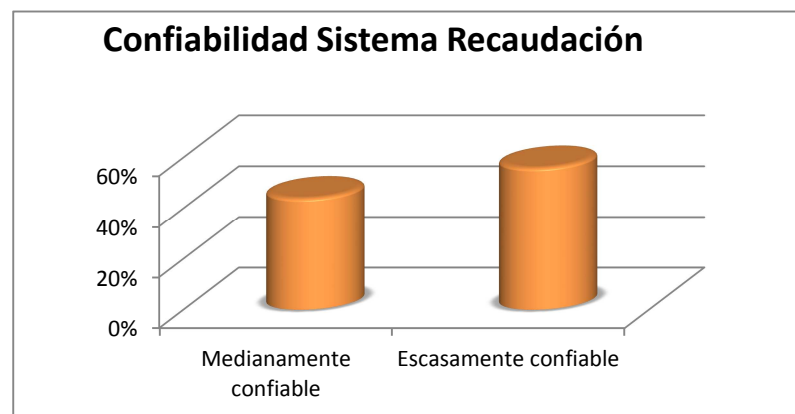 Confiabilidad Sistema Recaudación
60%
40%
20%
0%
Medianamente
confiable
Escasamente confiable